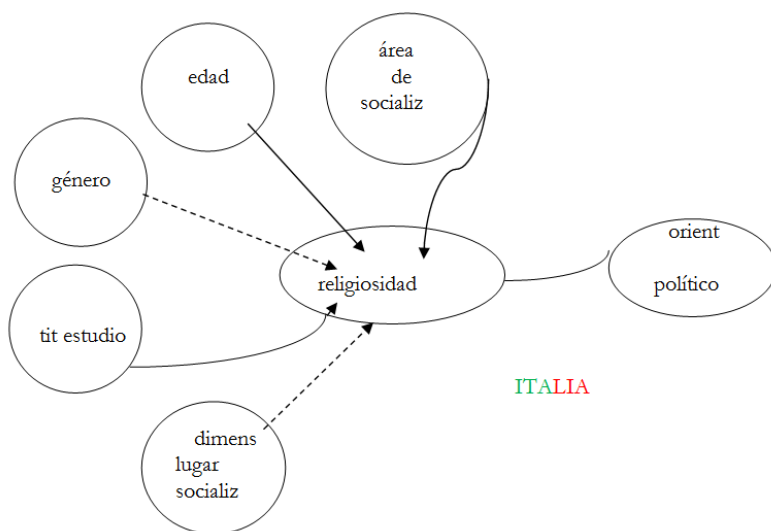 edad
área
de
socializ
género
religiosidad
orient
político
tit estudio
ITALIA
dimens
lugar
socializ